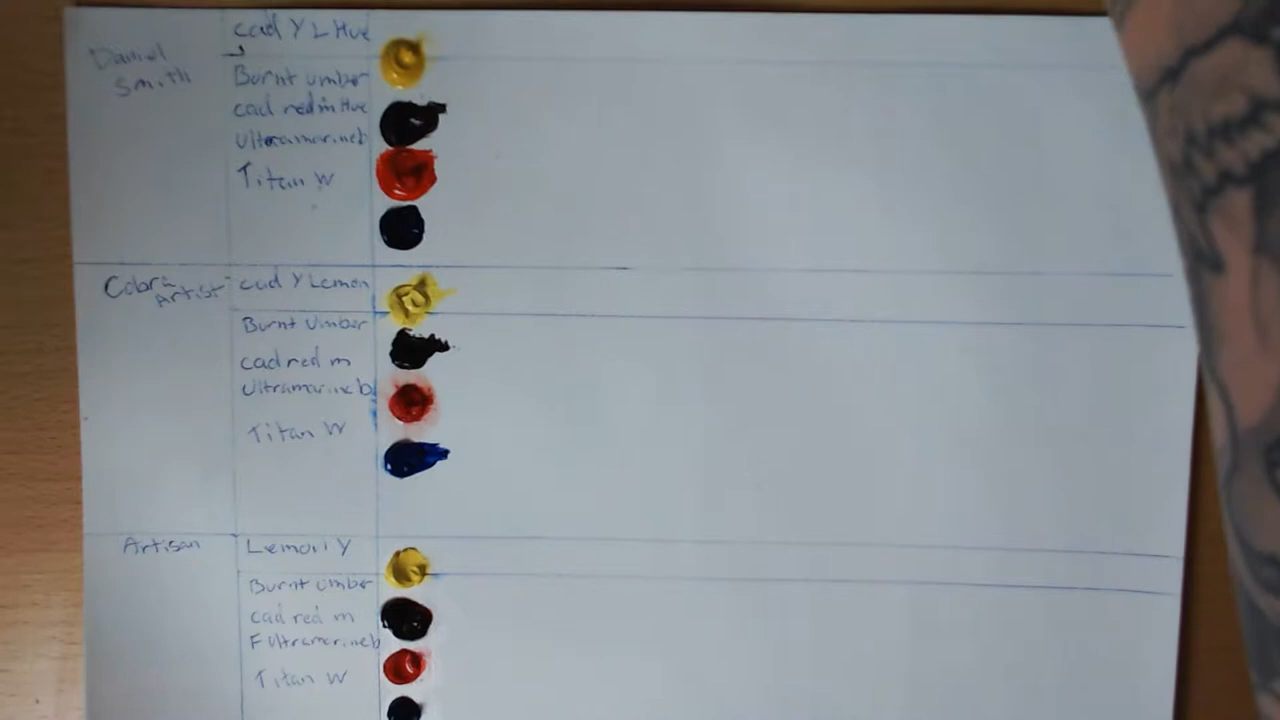 Daniel
Smith
cad Y L Hue
Burnt umber
cad red m Hue
Ultramarine b
Titan W
Cobra
Artist
cad Y Lemon
Burnt Umber
cad red m
Ultramarine b
Titan W
Artisan
Lemon Y
Burnt umber
cad red m
F Ultramarine b
Titan W